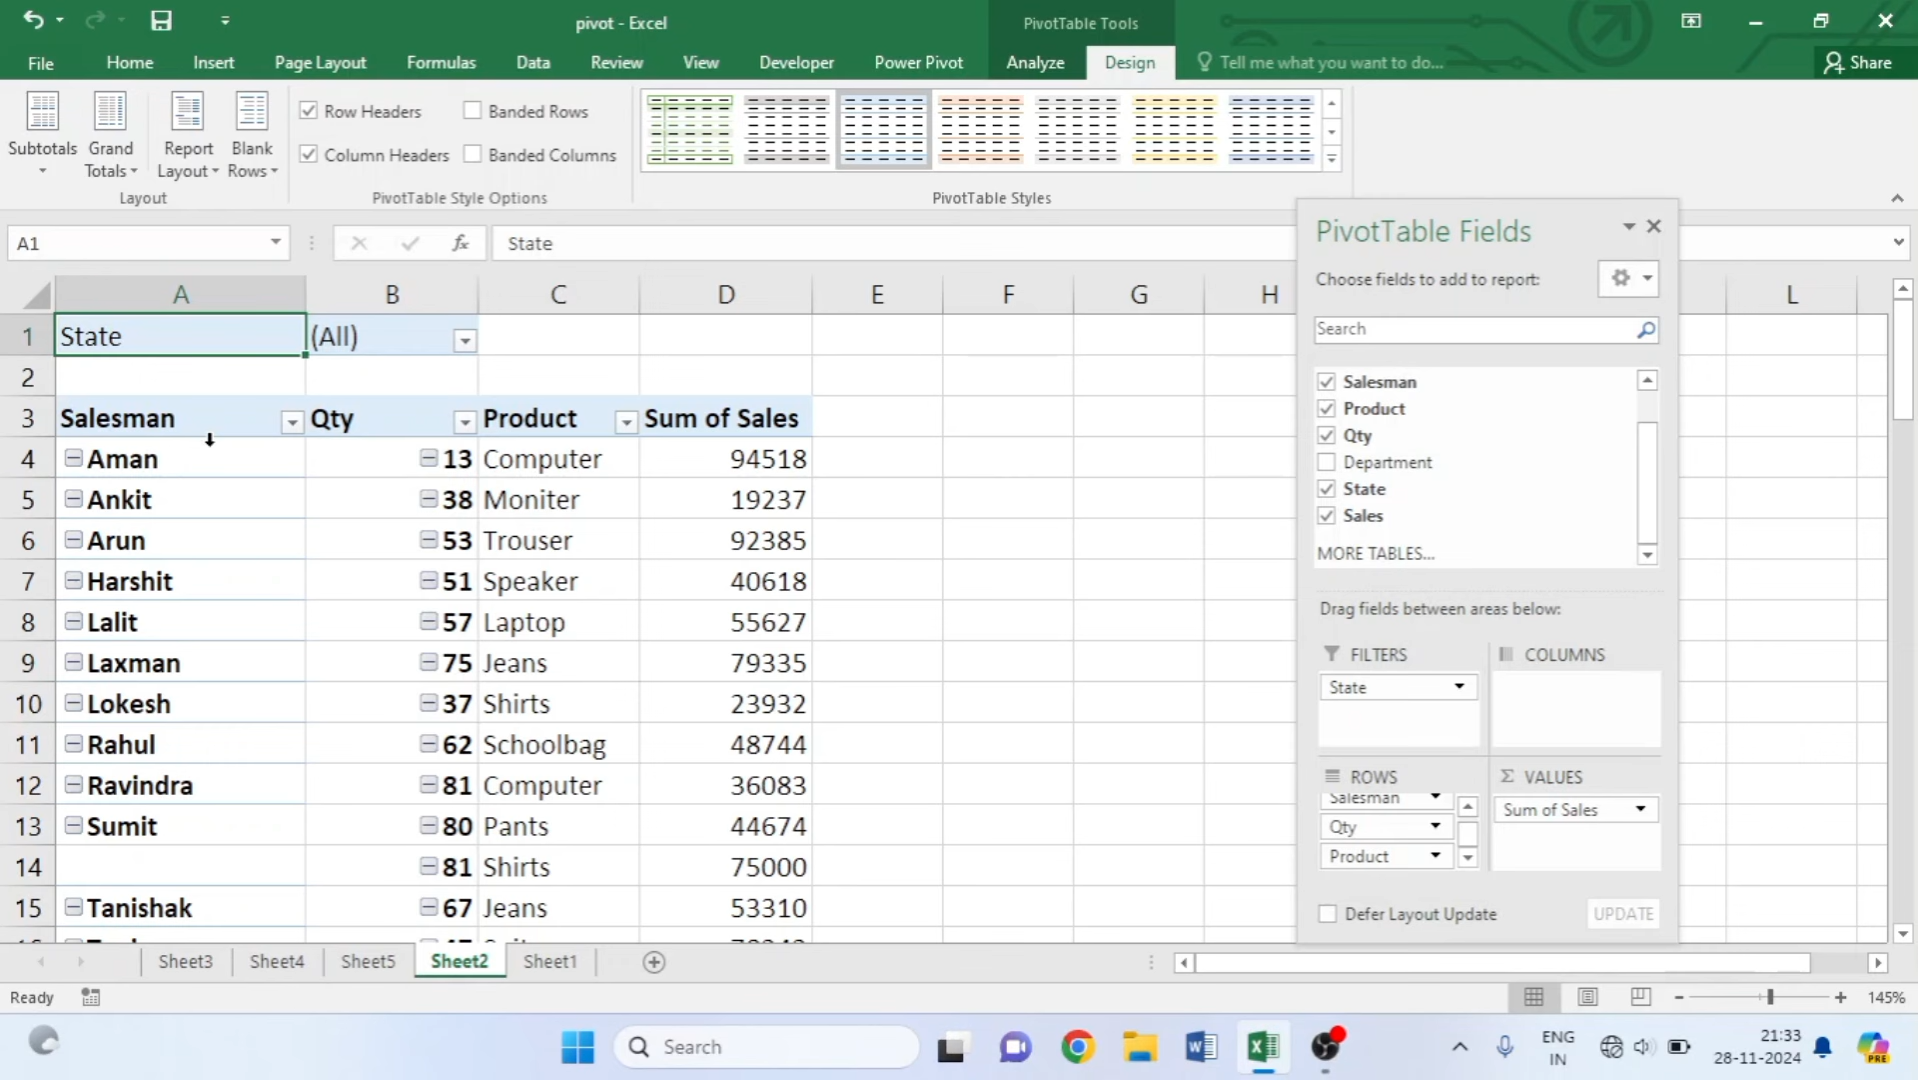 pivot - Excel
PivotTable Tools
File Home Insert Page Layout Formulas Data Review View Developer Power Pivot Analyze Design Tell me what you want to do... Share
Subtotals
Grand Totals
Report Layout
Blank Rows
Row Headers Banded Rows
Column Headers Banded Columns
Layout PivotTable Style Options PivotTable Styles
A1 fx State
A B C D E F G H L
1 State (All)
2
3 Salesman Qty Product Sum of Sales
4 Aman 13 Computer 94518
5 Ankit 38 Moniter 19237
6 Arun 53 Trouser 92385
7 Harshit 51 Speaker 40618
8 Lalit 57 Laptop 55627
9 Laxman 75 Jeans 79335
10 Lokesh 37 Shirts 23932
11 Rahul 62 Schoolbag 48744
12 Ravindra 81 Computer 36083
13 Sumit 80 Pants 44674
14 81 Shirts 75000
15 Tanishak 67 Jeans 53310
PivotTable Fields
Choose fields to add to report:
Search
Salesman
Product
Qty
Department
State
Sales
MORE TABLES...
Drag fields between areas below:
FILTERS COLUMNS
State
ROWS Σ VALUES
Salesman Sum of Sales
Qty
Product
Defer Layout Update UPDATE
Sheet3 Sheet4 Sheet5 Sheet2 Sheet1
Ready 145%
Search
ENG
IN
21:33
28-11-2024
PRE